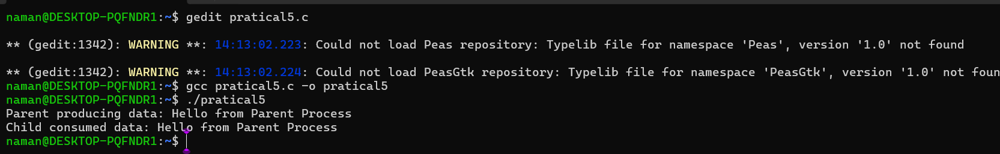 naman@DESKTOP-PQFNDR1:~$ gedit pratical5.c
** (gedit:1342): WARNING **: 14:13:02.223: Could not load Peas repository: Typelib file for namespace 'Peas', version '1.0' not found
** (gedit:1342): WARNING **: 14:13:02.224: Could not load PeasGtk repository: Typelib file for namespace 'PeasGtk', version '1.0' not foun
naman@DESKTOP-PQFNDR1:~$ gcc pratical5.c -o pratical5
naman@DESKTOP-PQFNDR1:~$ ./pratical5
Parent producing data: Hello from Parent Process
Child consumed data: Hello from Parent Process
naman@DESKTOP-PQFNDR1:~$